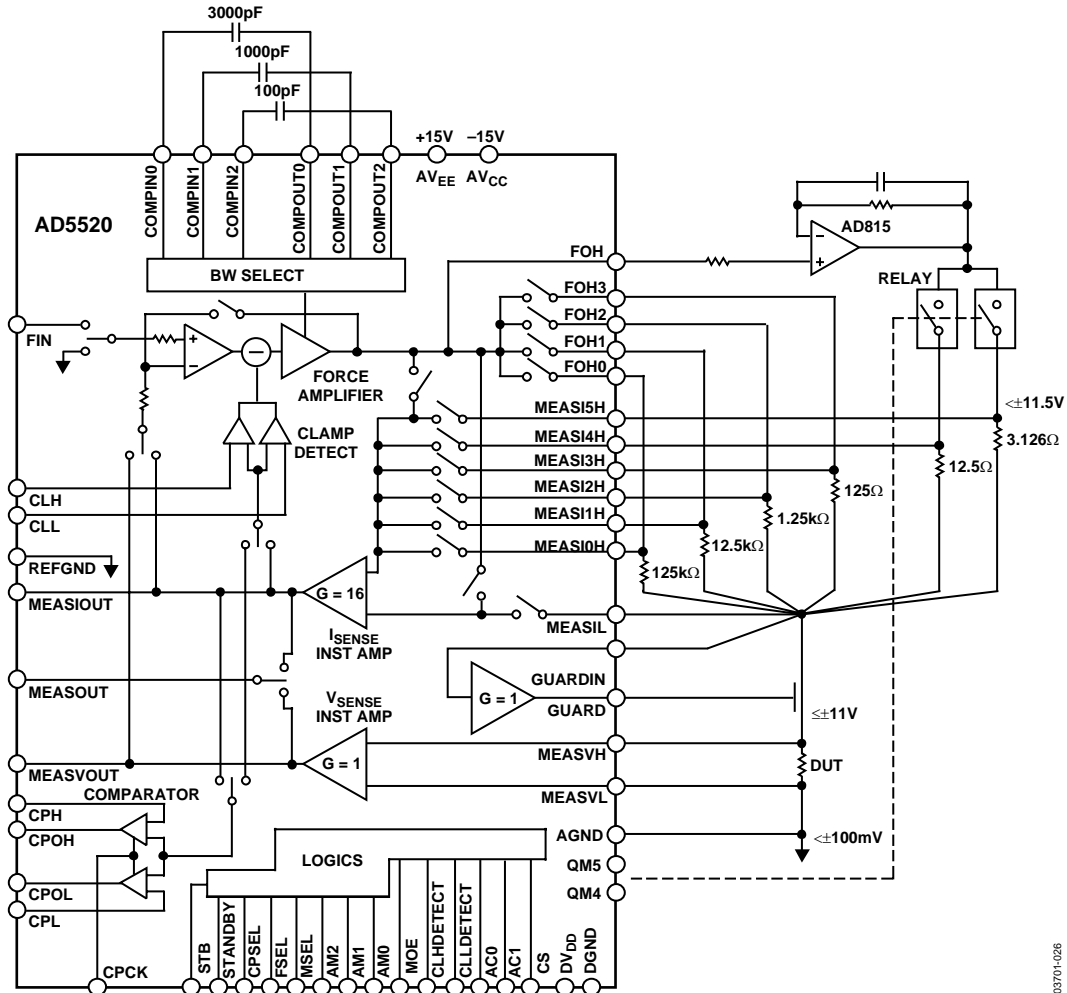 3000pF
1000pF
100pF
+15V –15V
AVEE AVCC
COMPIN0
COMPIN1
COMPIN2
COMPOUT0
COMPOUT1
COMPOUT2
AD5520
BW SELECT
AD815
FOH
RELAY
FOH3
FOH2
FOH1
FOH0
FIN
+
–
–
FORCE
AMPLIFIER
–
+
CLAMP
DETECT
MEASI5H
MEASI4H
MEASI3H
MEASI2H
MEASI1H
MEASI0H
<±11.5V
3.126Ω
12.5Ω
125Ω
1.25kΩ
12.5kΩ
125kΩ
CLH
CLL
REFGND
MEASIOUT
G = 16
ISENSE
INST AMP
MEASIL
GUARDIN
GUARD
G = 1
MEASOUT
VSENSE
INST AMP
≤±11V
MEASVH
DUT
MEASVL
G = 1
MEASVOUT
COMPARATOR
CPH
CPOH
CPOL
CPL
AGND
<±100mV
QM5
QM4
LOGICS
CPCK
STB
STANDBY
CPSEL
FSEL
MSEL
AM2
AM1
AM0
MOE
CLHDETECT
CLLDETECT
AC0
AC1
CS
DVDD
DGND
03701-026